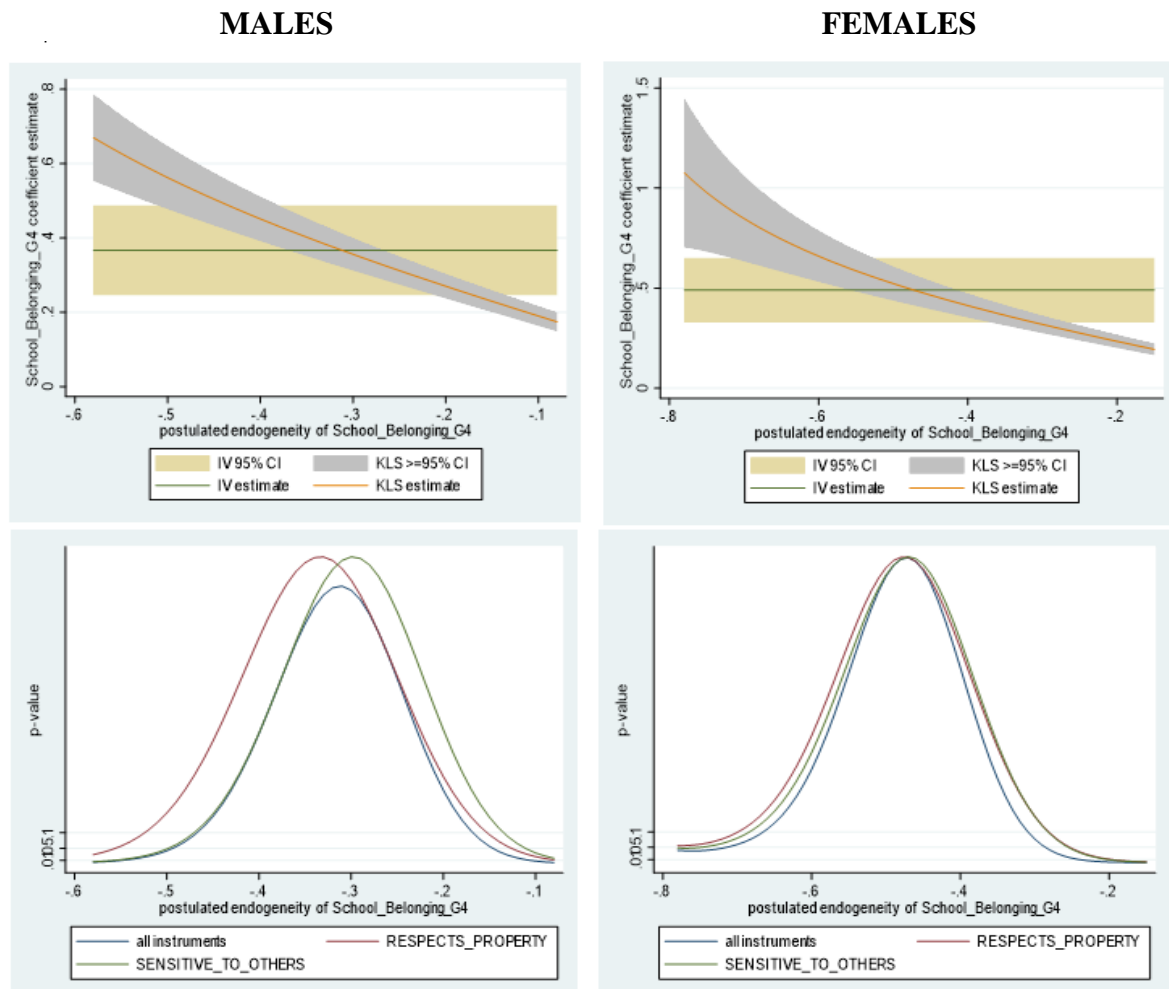 MALES
FEMALES
School_Belonging_G4 coefficient estimate
.8
.6
.4
.2
0
-.6
-.5
-.4
-.3
-.2
-.1
postulated endogeneity of School_Belonging_G4
IV 95% CI
KLS >=95% CI
IV estimate
KLS estimate
School_Belonging_G4 coefficient estimate
1.5
1
.5
0
-.8
-.6
-.4
-.2
postulated endogeneity of School_Belonging_G4
IV 95% CI
KLS >=95% CI
IV estimate
KLS estimate
p-value
-.6
-.5
-.4
-.3
-.2
-.1
postulated endogeneity of School_Belonging_G4
all instruments
RESPECTS_PROPERTY
SENSITIVE_TO_OTHERS
p-value
-.8
-.6
-.4
-.2
postulated endogeneity of School_Belonging_G4
all instruments
RESPECTS_PROPERTY
SENSITIVE_TO_OTHERS